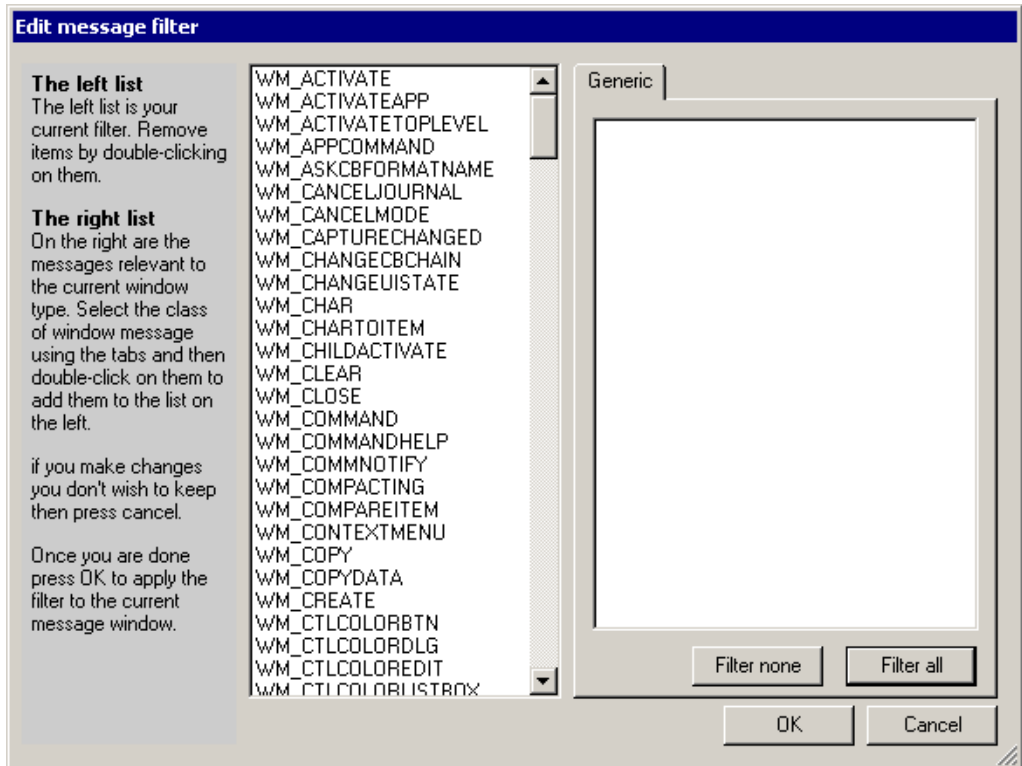 Edit message filter
The left list
The left list is your
current filter. Remove
items by double-clicking
on them.
The right list
On the right are the
messages relevant to
the current window
type. Select the class
of window message
using the tabs and then
double-click on them to
add them to the list on
the left.
if you make changes
you don't wish to keep
then press cancel.
Once you are done
press OK to apply the
filter to the current
message window.
WM_ACTIVATE
WM_ACTIVATEAPP
WM_ACTIVATETOPLEVEL
WM_APPCOMMAND
WM_ASKCBFORMATNAME
WM_CANCELJOURNAL
WM_CANCELMODE
WM_CAPTURECHANGED
WM_CHANGECBCHAIN
WM_CHANGEUISTATE
WM_CHAR
WM_CHARTOITEM
WM_CHILDACTIVATE
WM_CLEAR
WM_CLOSE
WM_COMMAND
WM_COMMANDHELP
WM_COMMNOTIFY
WM_COMPACTING
WM_COMPAREITEM
WM_CONTEXTMENU
WM_COPY
WM_COPYDATA
WM_CREATE
WM_CTLCOLORBTN
WM_CTLCOLORDLG
WM_CTLCOLOREDIT
WM_CTLCOLORLISTBOX
Generic
Filter none
Filter all
OK
Cancel